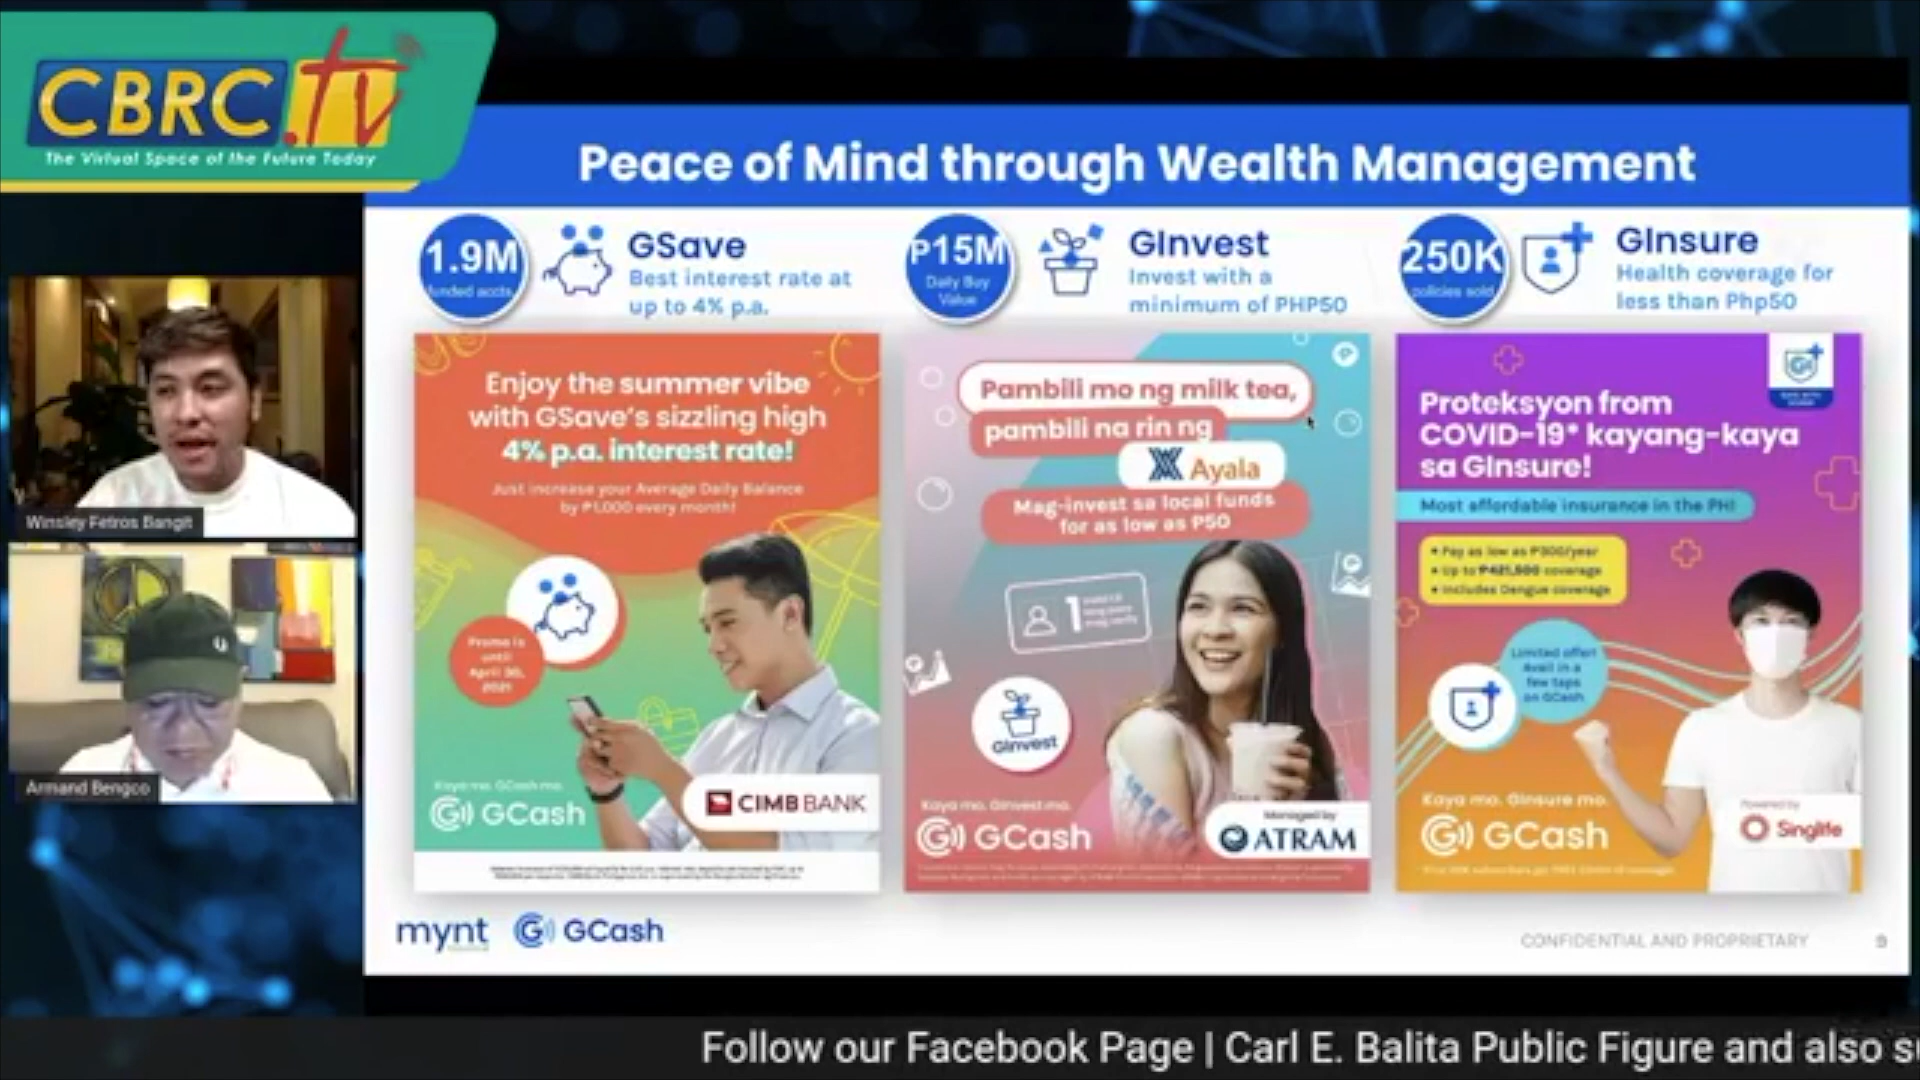 CBRC.tv
The Virtual Space of the Future Today
Peace of Mind through Wealth Management
1.9M
funded accts.
GSave
Best interest rate at
up to 4% p.a.
P15M
Daily Buy
Value
GInvest
Invest with a
minimum of PHP50
250K
policies sold
GInsure
Health coverage for
less than Php50
Enjoy the summer vibe
with GSave's sizzling high
4% p.a. interest rate!
Just increase your Average Daily Balance
by ₱1,000 every month!
Promo is
until
April 30,
2021
Kaya mo. GCash mo.
GCash
CIMB BANK
Pambili mo ng milk tea,
pambili na rin ng
Ayala
Mag-invest sa local funds
for as low as P50
1
GInvest
Kaya mo. GInvest mo.
GCash
Managed by
ATRAM
Proteksyon from
COVID-19* kayang-kaya
sa GInsure!
Most affordable insurance in the PH!
• Pay as low as ₱300/year
• Up to ₱421,500 coverage
• Includes Dengue coverage
Limited offer!
Avail in a
few taps
on GCash
Kaya mo. GInsure mo.
GCash
Powered by
Singlife
mynt
GCash
CONFIDENTIAL AND PROPRIETARY
9
Winsley Fetros Bangit
Armand Bengco
Follow our Facebook Page | Carl E. Balita Public Figure and also s